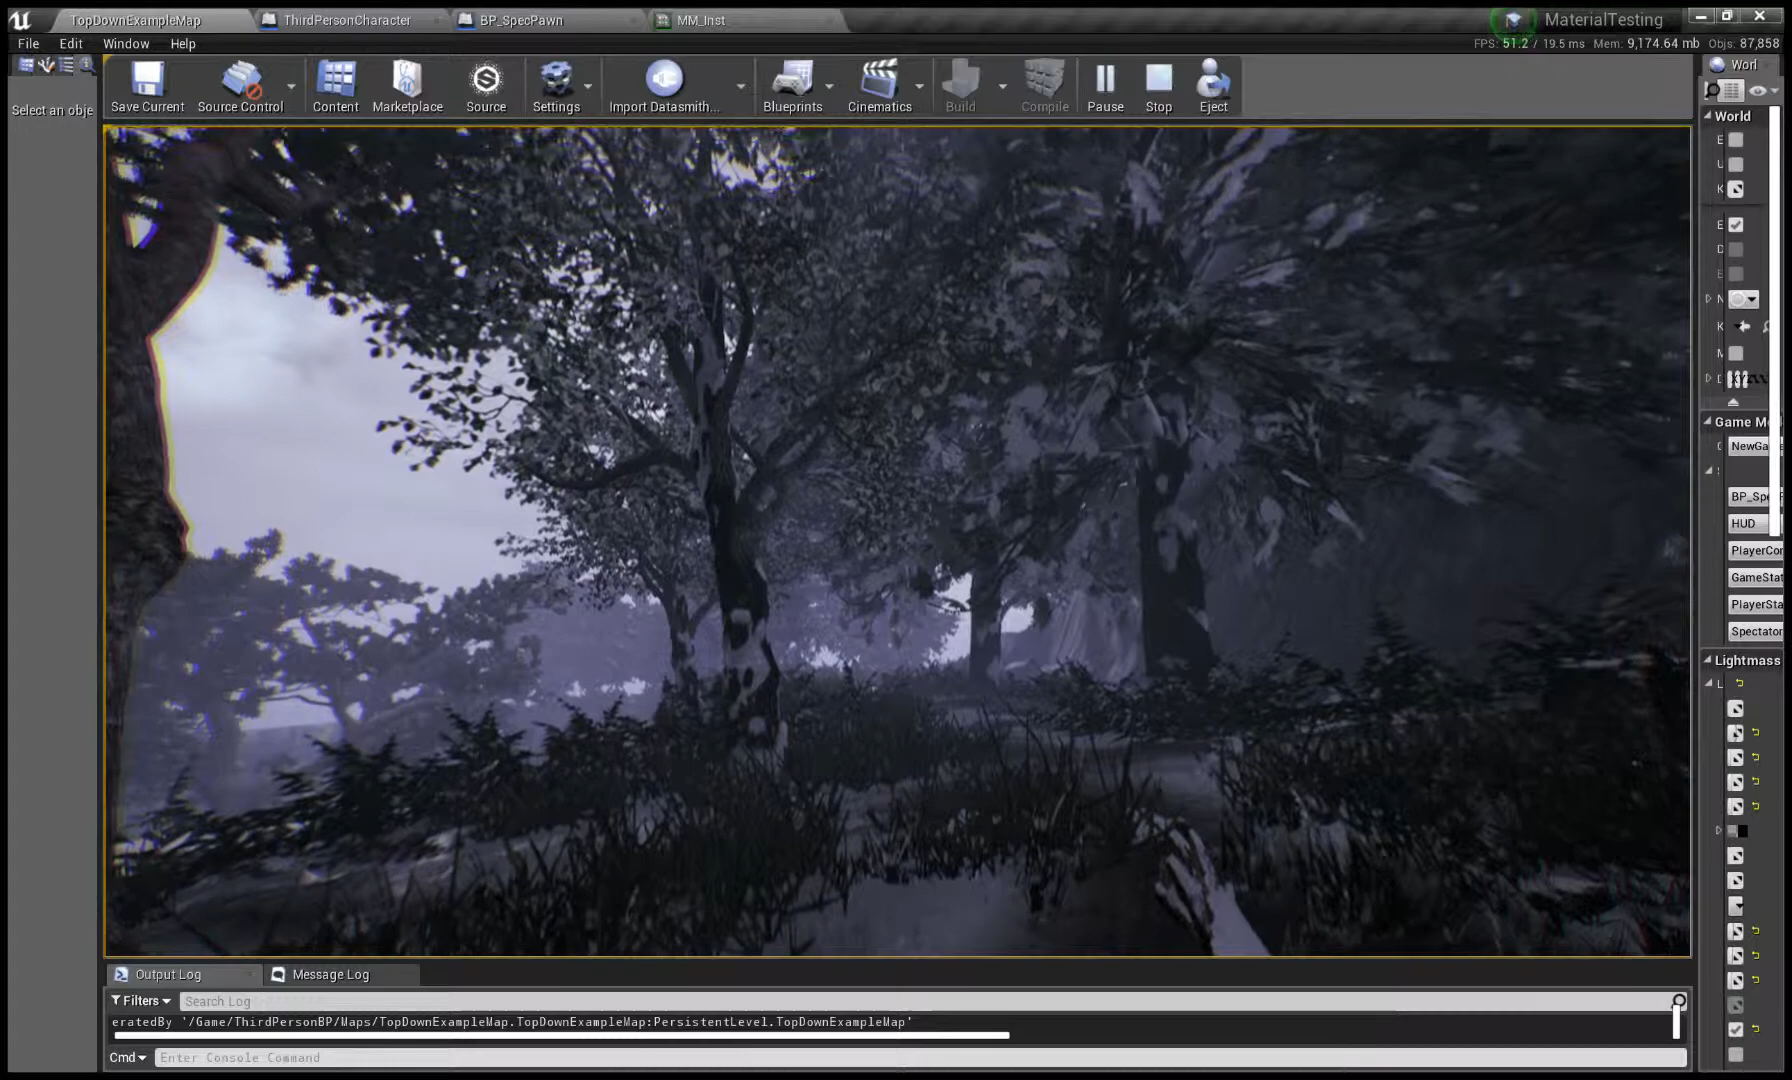 TopDownExampleMap
ThirdPersonCharacter
BP_SpecPawn
MM_Inst
MaterialTesting
File Edit Window Help
FPS: 51.2 / 19.5 ms Mem: 9,174.64 mb Objs: 87,858
Select an obje
Save Current
Source Control
Content
Marketplace
Source
Settings
Import Datasmith...
Blueprints
Cinematics
Build
Compile
Pause
Stop
Eject
Worl
World
E
U
K
E
D
E
N
K
M
D
Game M
NewGa
BP_Spe
HUD
PlayerCor
GameStat
PlayerSta
Spectator
Lightmass
L
Output Log
Message Log
Filters
Search Log
eratedBy '/Game/ThirdPersonBP/Maps/TopDownExampleMap.TopDownExampleMap:PersistentLevel.TopDownExampleMap'
Cmd
Enter Console Command